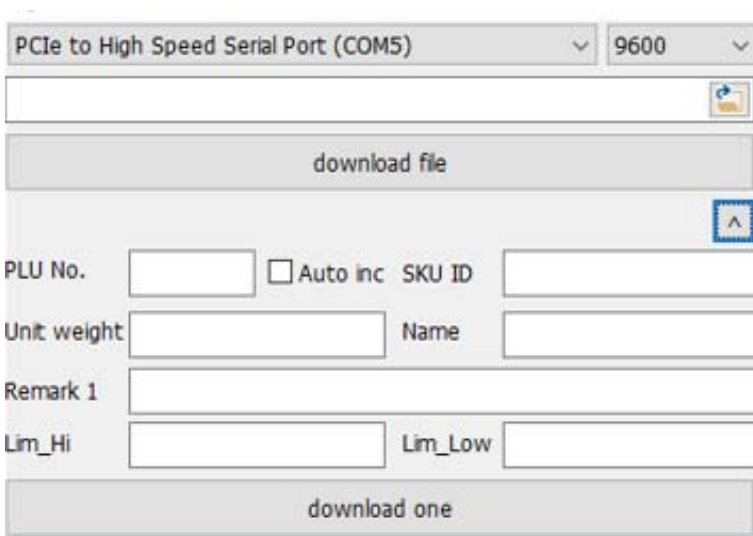 PCIe to High Speed Serial Port (COM5) 9600
download file
^
PLU No. Auto inc SKU ID
Unit weight Name
Remark 1
Lim_Hi Lim_Low
download one